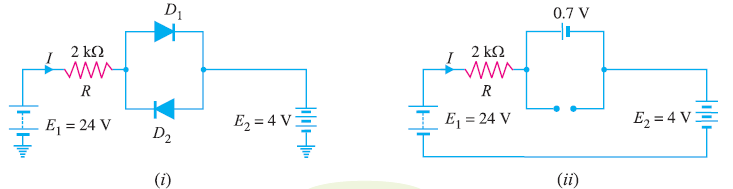 D₁
I
2 kΩ
R
E₁ = 24 V
D₂
E₂ = 4 V
(i)
0.7 V
I
2 kΩ
R
E₁ = 24 V
E₂ = 4 V
(ii)